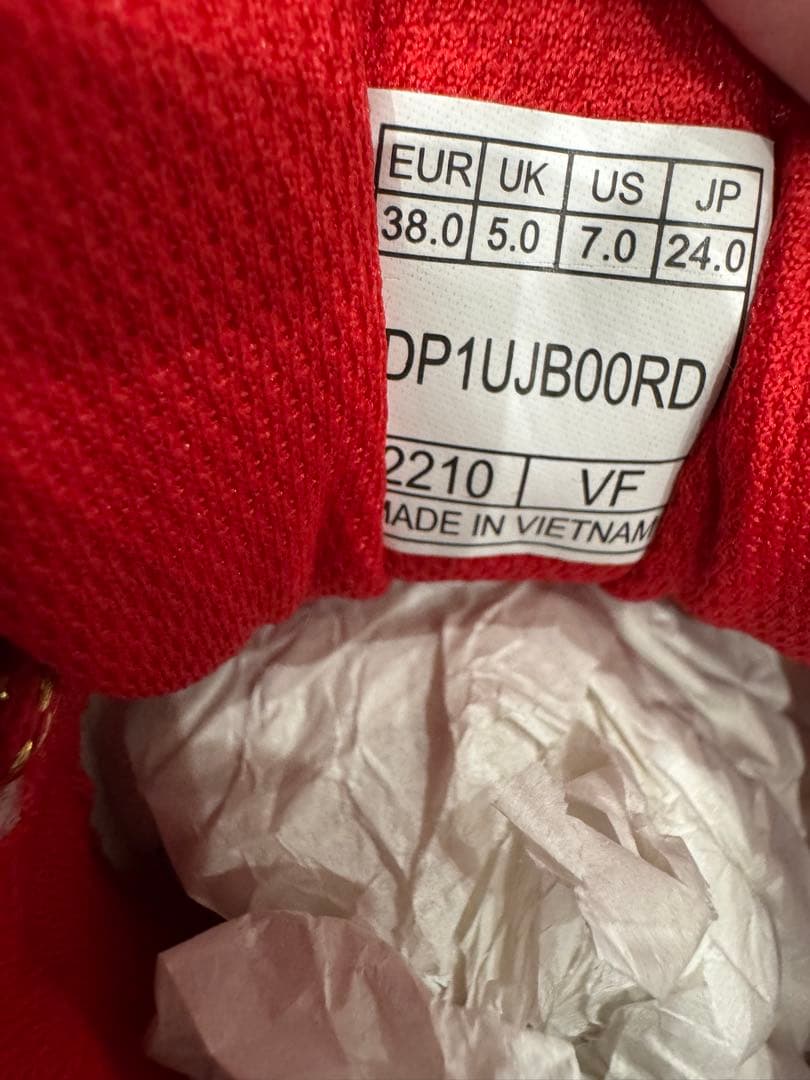 EUR UK US JP
38.0 5.0 7.0 24.0
DP1UJB00RD
2210 VF
MADE IN VIETNAM